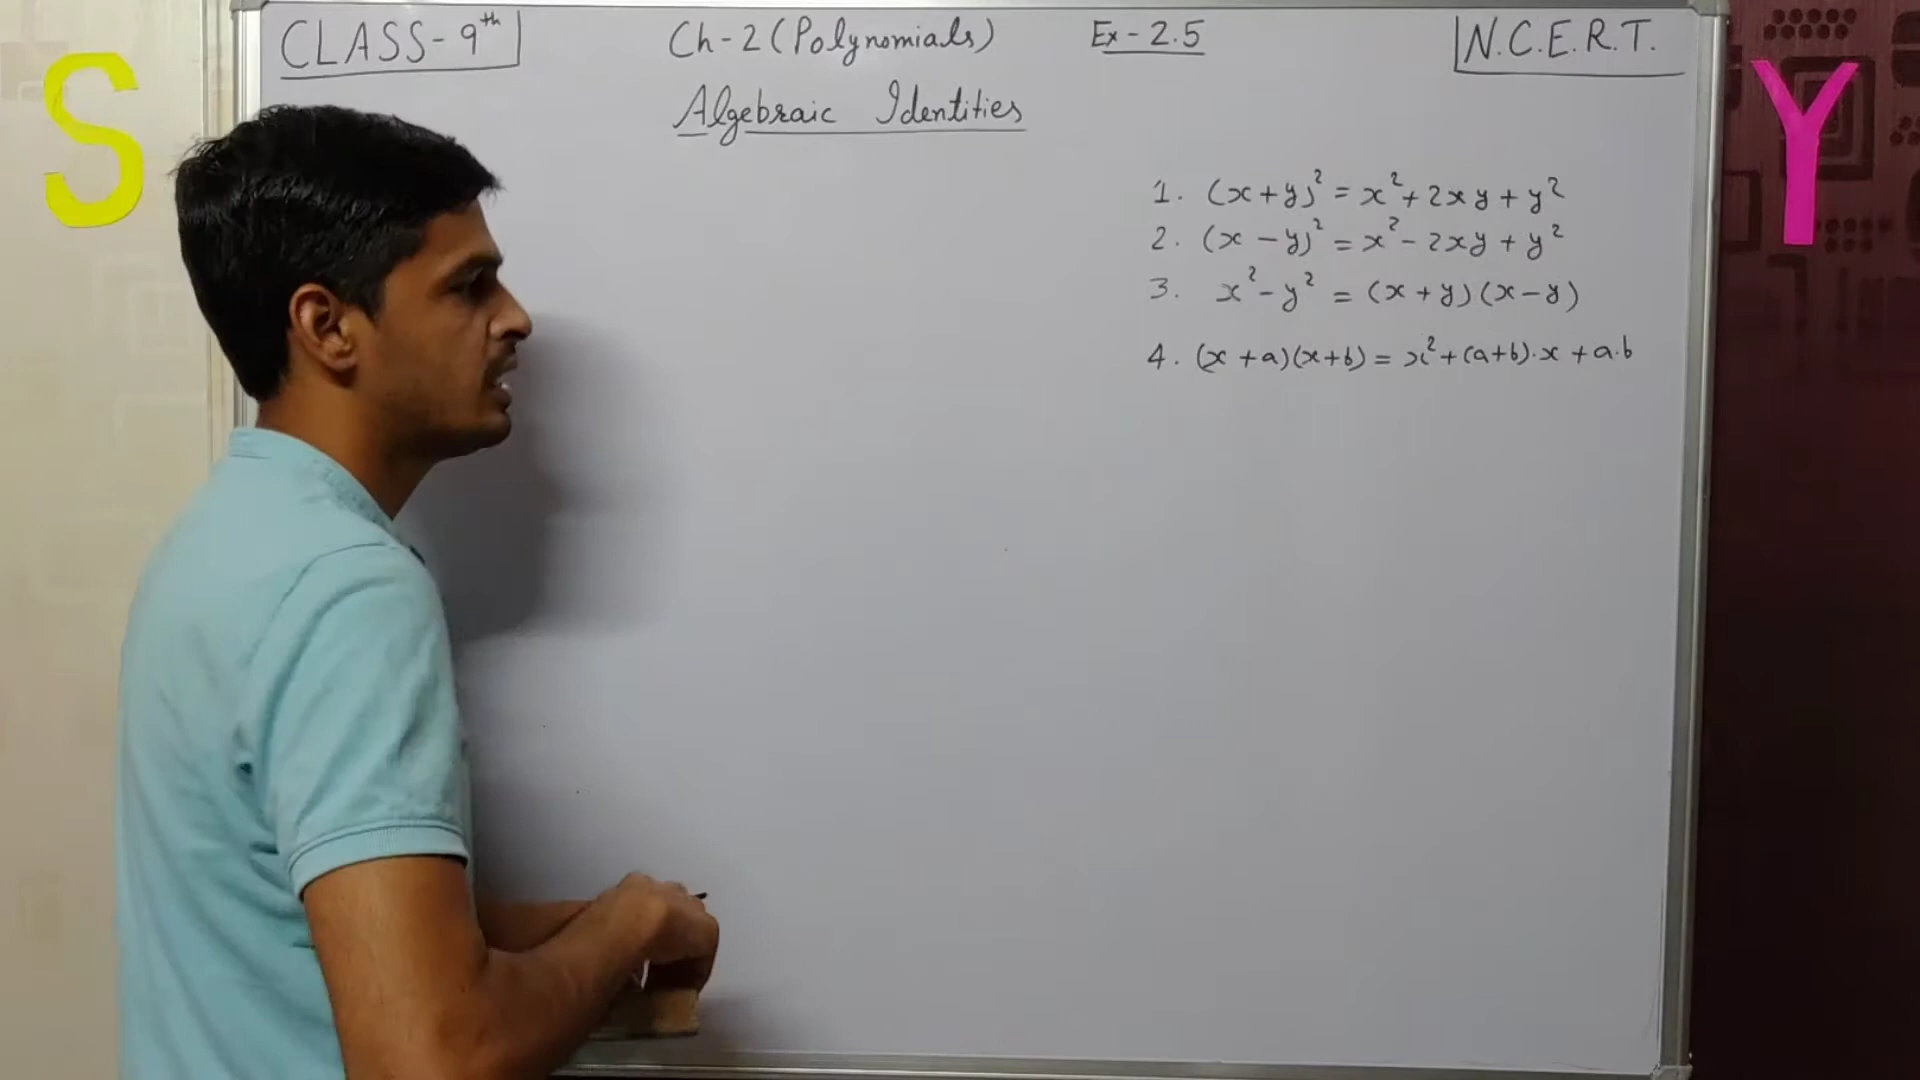 S
Y
CLASS-9th
Ch-2 (Polynomials)
Ex-2.5
N.C.E.R.T.
Algebraic Identities
1. (x+y)² = x²+2xy+y²
2. (x-y)² = x²-2xy+y²
3. x²-y² = (x+y)(x-y)
4. (x+a)(x+b) = x²+(a+b).x+a.b